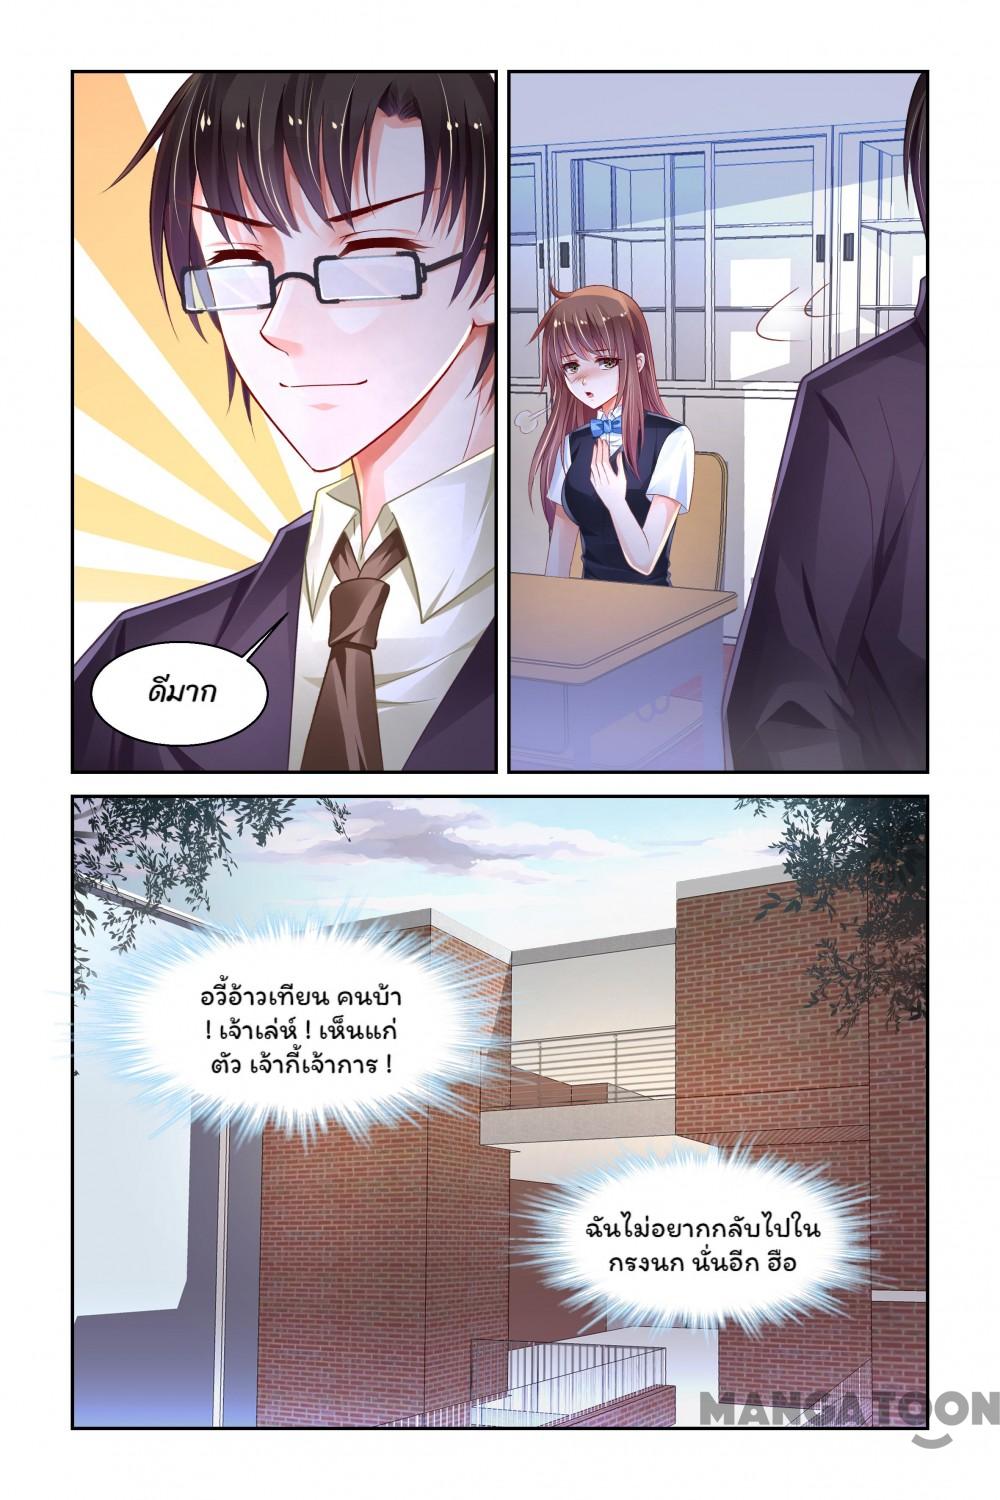 ดีมาก
อวี้อ้าวเทียน คนบ้า
! เจ้าเล่ห์ ! เห็นแก่
ตัว เจ้ากี้เจ้าการ !
ฉันไม่อยากกลับไปใน
กรงนก นั่นอีก ฮือ
MANGATOON